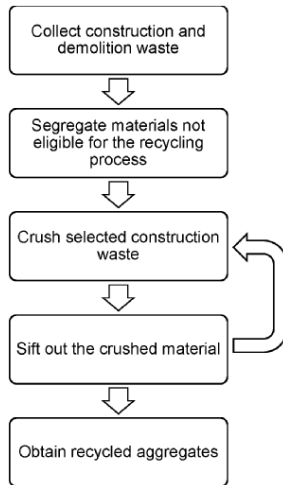 Collect construction and
demolition waste
Segregate materials not
eligible for the recycling
process
Crush selected construction
waste
Sift out the crushed material
Obtain recycled aggregates